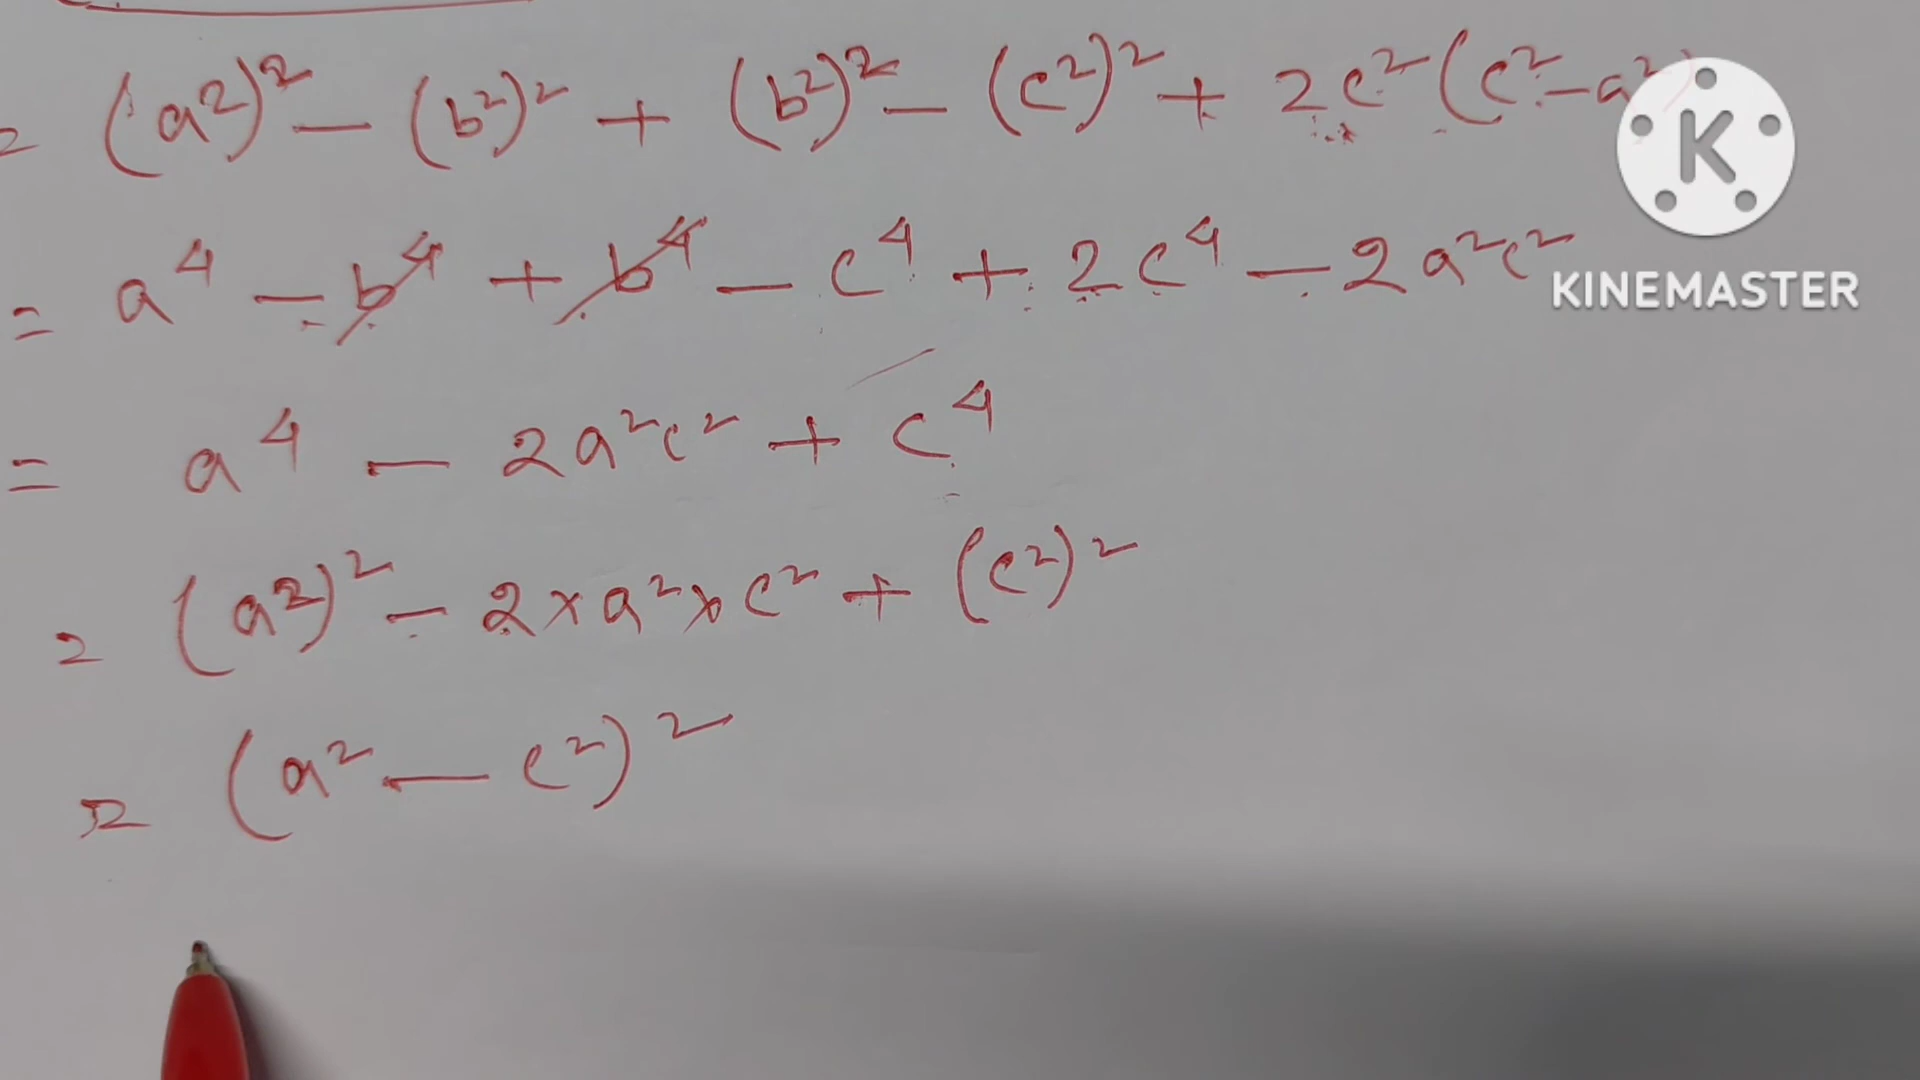 = (a²)² - (b²)² + (b²)² - (c²)² + 2c²(c² - a²)
= a⁴ - b⁴ + b⁴ - c⁴ + 2c⁴ - 2a²c²
= a⁴ - 2a²c² + c⁴
= (a²)² - 2×a²×c² + (c²)²
= (a² - c²)²
KINEMASTER